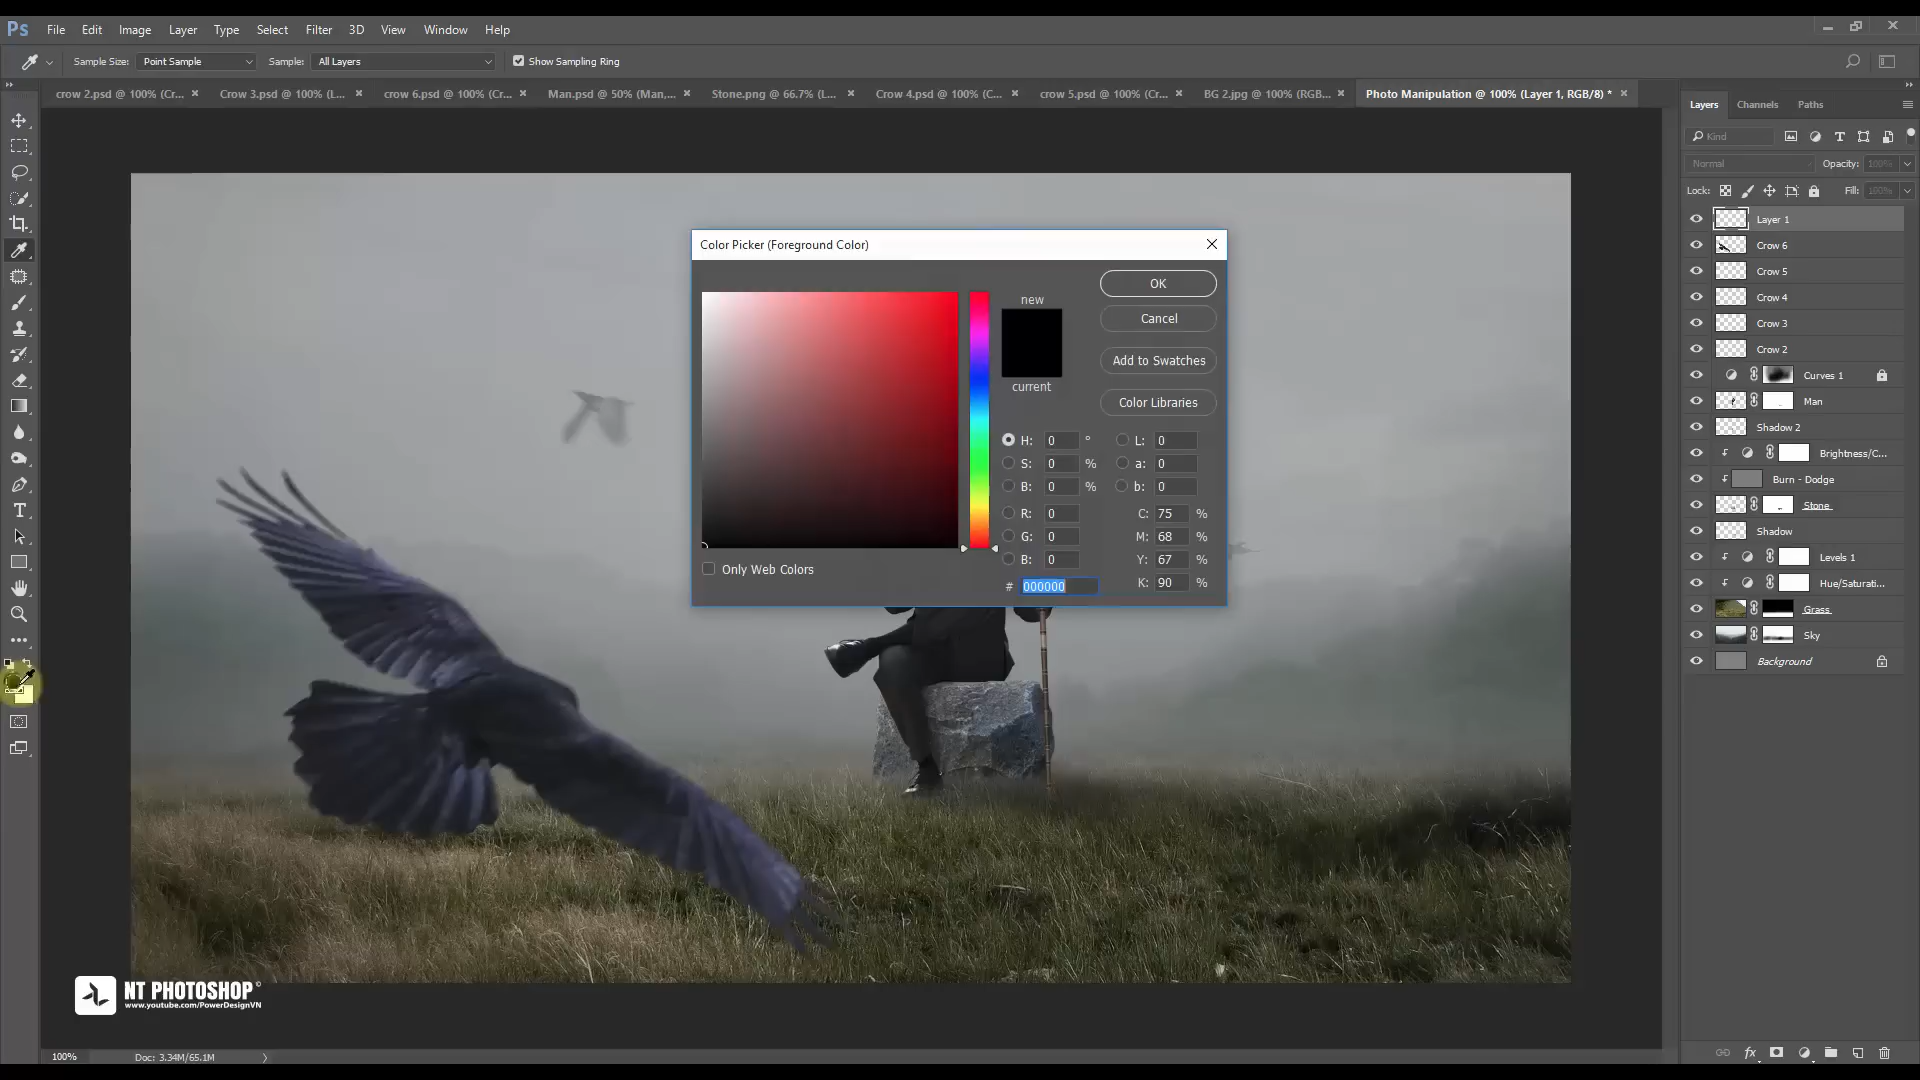 Ps File Edit Image Layer Type Select Filter 3D View Window Help
Sample Size: Point Sample Sample: All Layers Show Sampling Ring
crow 2.psd @ 100% (Cr... Crow 3.psd @ 100% (L... crow 6.psd @ 100% (Cr... Man.psd @ 50% (Man,... Stone.png @ 66.7% (L... Crow 4.psd @ 100% (C... crow 5.psd @ 100% (Cr... BG 2.jpg @ 100% (RGB... Photo Manipulation @ 100% (Layer 1, RGB/8) *
Layers Channels Paths
Kind
Normal Opacity: 100%
Lock: Fill: 100%
Layer 1
Crow 6
Crow 5
Crow 4
Crow 3
Crow 2
Curves 1
Man
Shadow 2
Brightness/C...
Burn - Dodge
Stone
Shadow
Levels 1
Hue/Saturati...
Grass
Sky
Background
Color Picker (Foreground Color)
new
current
OK
Cancel
Add to Swatches
Color Libraries
H: 0 ° L: 0
S: 0 % a: 0
B: 0 % b: 0
R: 0 C: 75 %
G: 0 M: 68 %
B: 0 Y: 67 %
# 000000 K: 90 %
Only Web Colors
NT PHOTOSHOP©
www.youtube.com/PowerDesignVN
100% Doc: 3.34M/65.1M